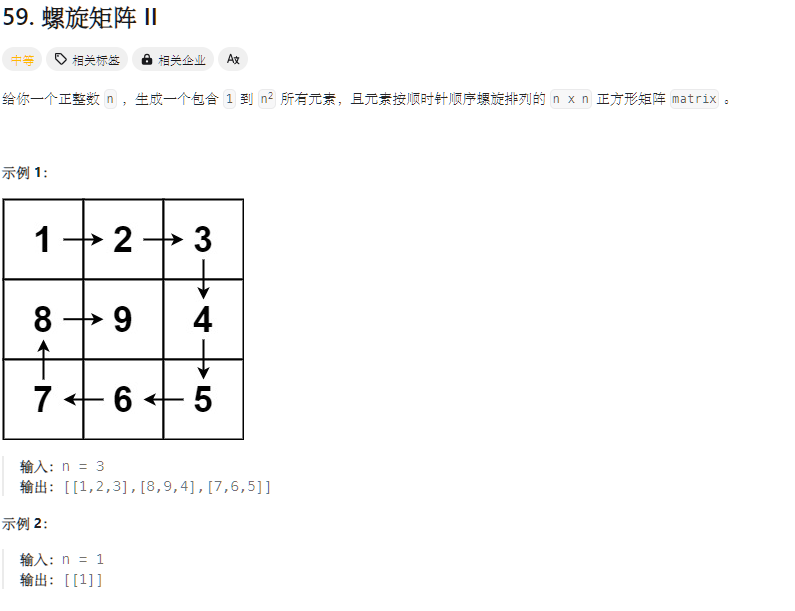 59. 螺旋矩阵 II
中等 相关标签 相关企业 Ax
给你一个正整数 n ，生成一个包含 1 到 n² 所有元素，且元素按顺时针顺序螺旋排列的 n x n 正方形矩阵 matrix 。
示例 1：
1 2 3
8 9 4
7 6 5
输入：n = 3
输出：[[1,2,3],[8,9,4],[7,6,5]]
示例 2：
输入：n = 1
输出：[[1]]